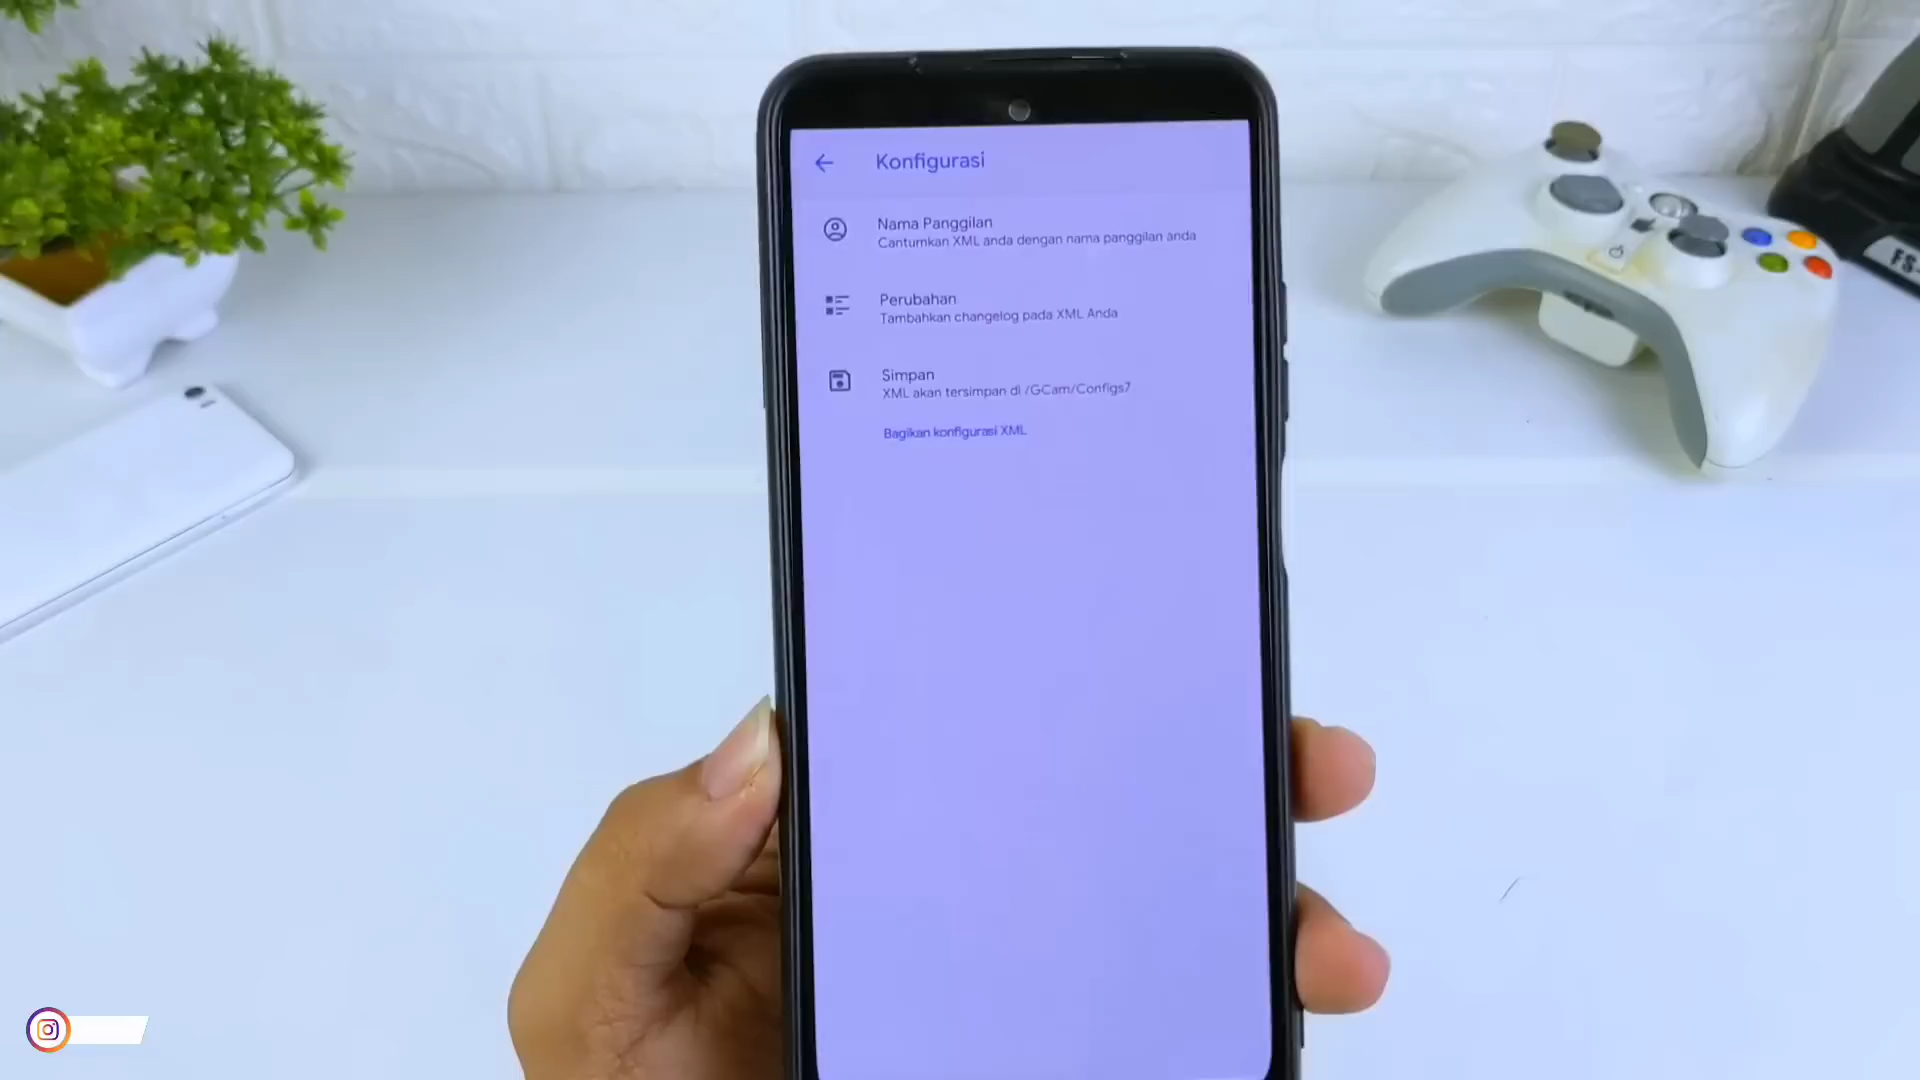 Konfigurasi
Nama Panggilan
Cantumkan XML anda dengan nama panggilan anda
Perubahan
Tambahkan changelog pada XML Anda
Simpan
XML akan tersimpan di /GCam/Configs7
Bagikan konfigurasi XML
FS-